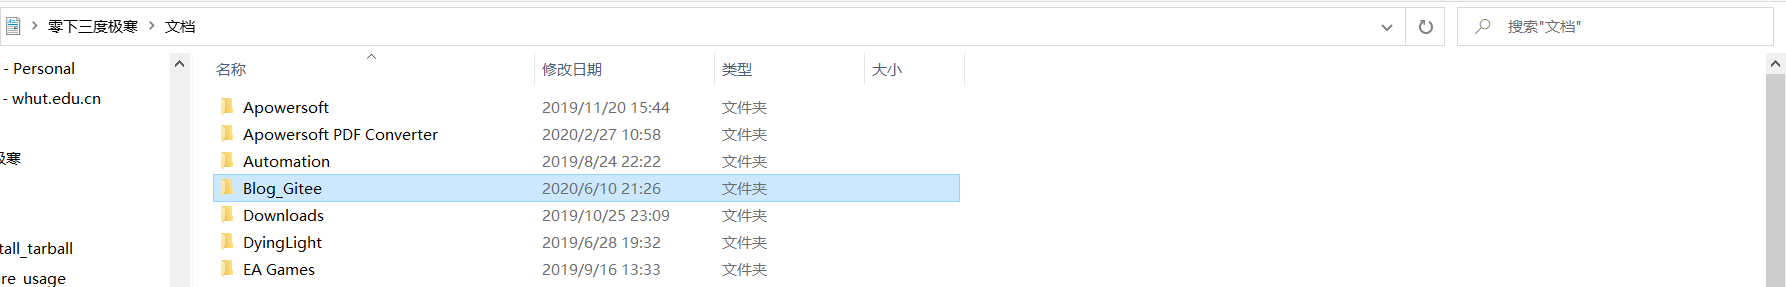 零下三度极寒 > 文档
搜索"文档"
- Personal
- whut.edu.cn
极寒
tall_tarball
re_usage
名称 修改日期 类型 大小
Apowersoft 2019/11/20 15:44 文件夹
Apowersoft PDF Converter 2020/2/27 10:58 文件夹
Automation 2019/8/24 22:22 文件夹
Blog_Gitee 2020/6/10 21:26 文件夹
Downloads 2019/10/25 23:09 文件夹
DyingLight 2019/6/28 19:32 文件夹
EA Games 2019/9/16 13:33 文件夹